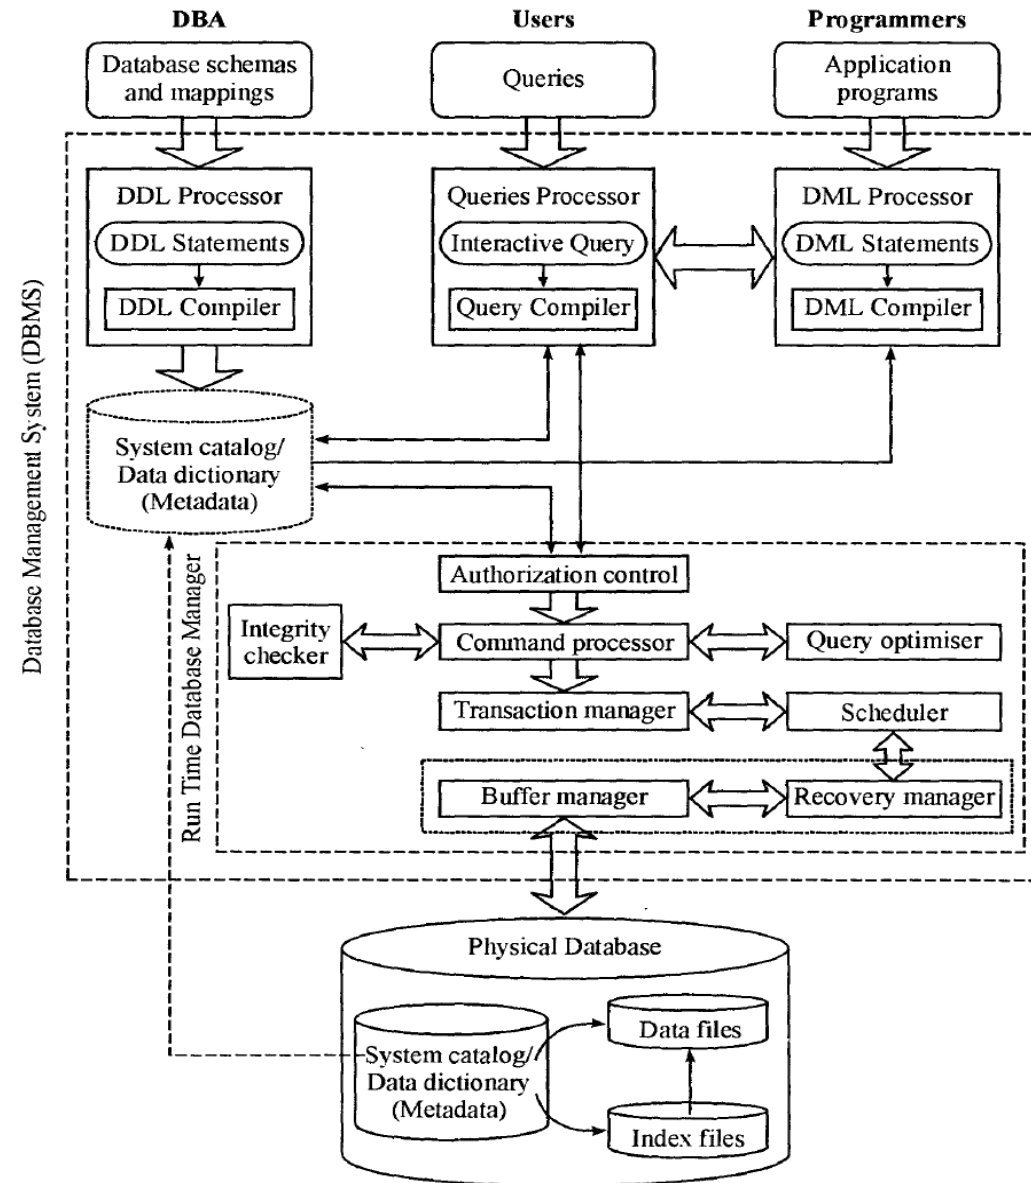 DBA
Users
Programmers
Database schemas
and mappings
Queries
Application
programs
DDL Processor
DDL Statements
DDL Compiler
Queries Processor
Interactive Query
Query Compiler
DML Processor
DML Statements
DML Compiler
Database Management System (DBMS)
System catalog/
Data dictionary
(Metadata)
Run Time Database Manager
Authorization control
Integrity
checker
Command processor
Query optimiser
Transaction manager
Scheduler
Buffer manager
Recovery manager
Physical Database
System catalog/
Data dictionary
(Metadata)
Data files
Index files